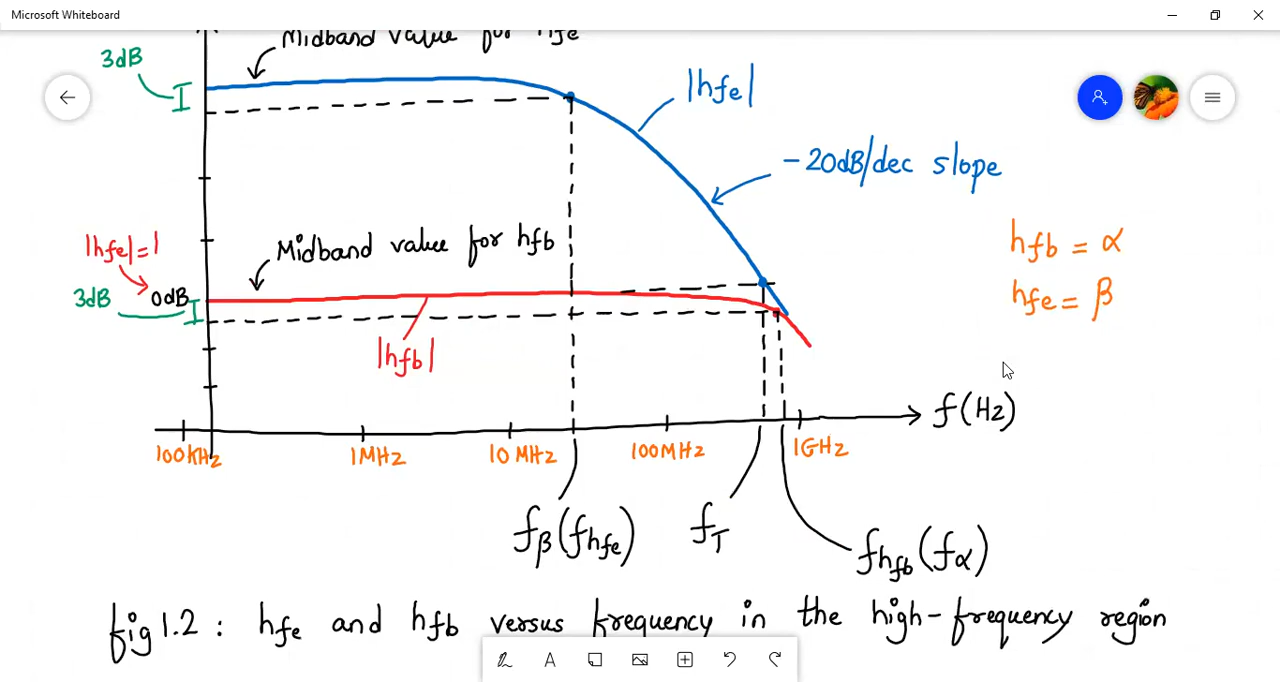 Microsoft Whiteboard
Midband value for hfe
3dB
|hfe|
-20dB/dec slope
|hfe|=1
Midband value for hfb
hfb = α
3dB
0dB
hfe = β
|hfb|
f(Hz)
100KHz
1MHz
10 MHz
100MHz
1GHz
fβ(fhfe)
fT
fhfb(fα)
fig 1.2 : hfe and hfb versus frequency in the high-frequency region
A